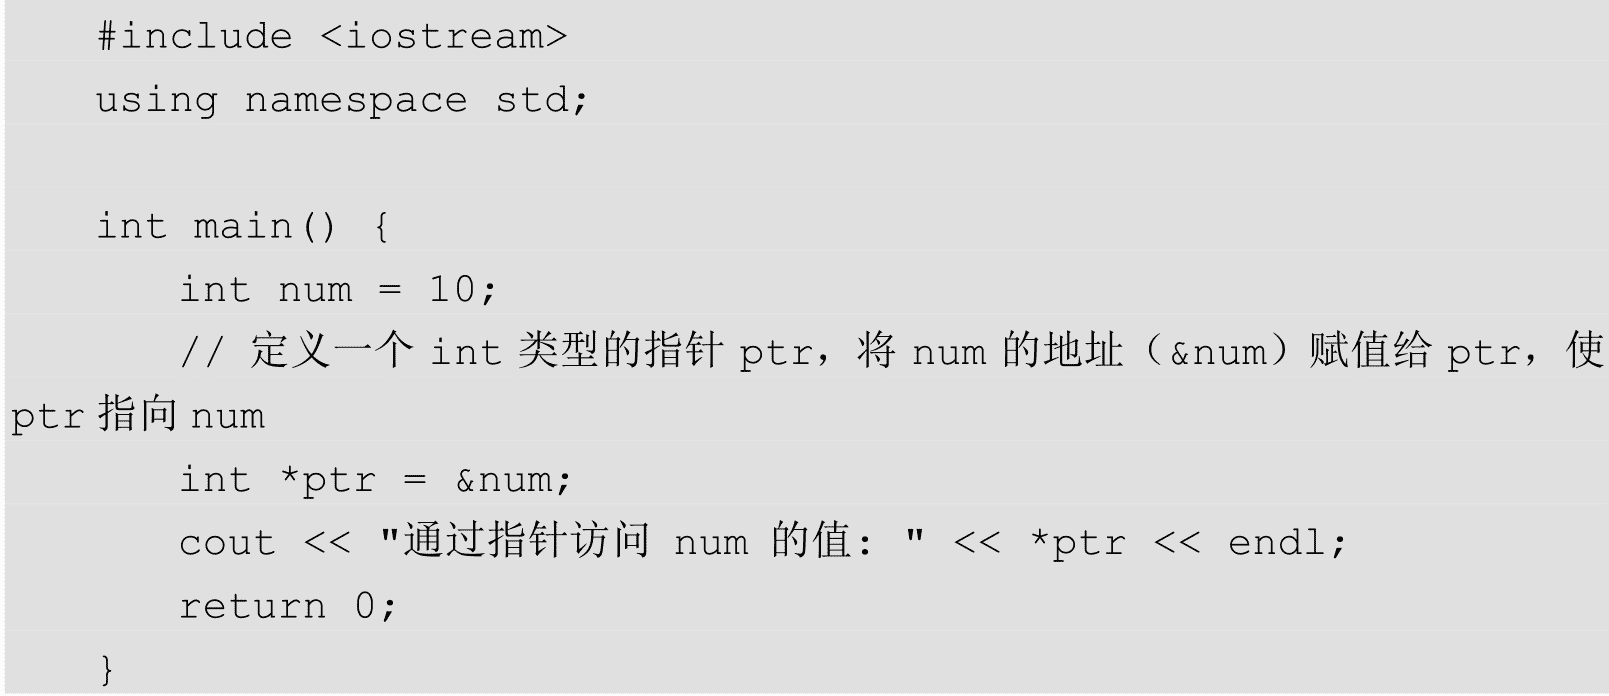 #include <iostream>
using namespace std;
int main() {
int num = 10;
// 定义一个 int 类型的指针 ptr，将 num 的地址（&num）赋值给 ptr，使
ptr 指向 num
int *ptr = &num;
cout << "通过指针访问 num 的值: " << *ptr << endl;
return 0;
}